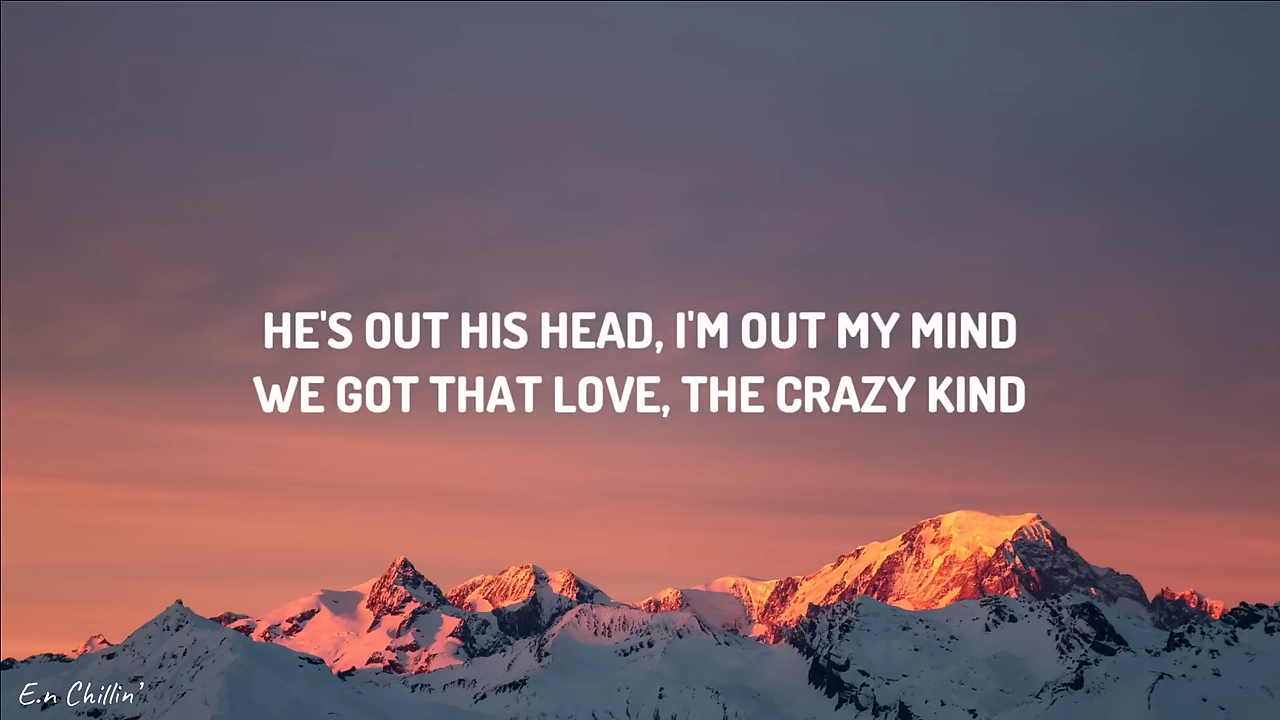 HE'S OUT HIS HEAD, I'M OUT MY MIND
WE GOT THAT LOVE, THE CRAZY KIND
E.n Chillin'